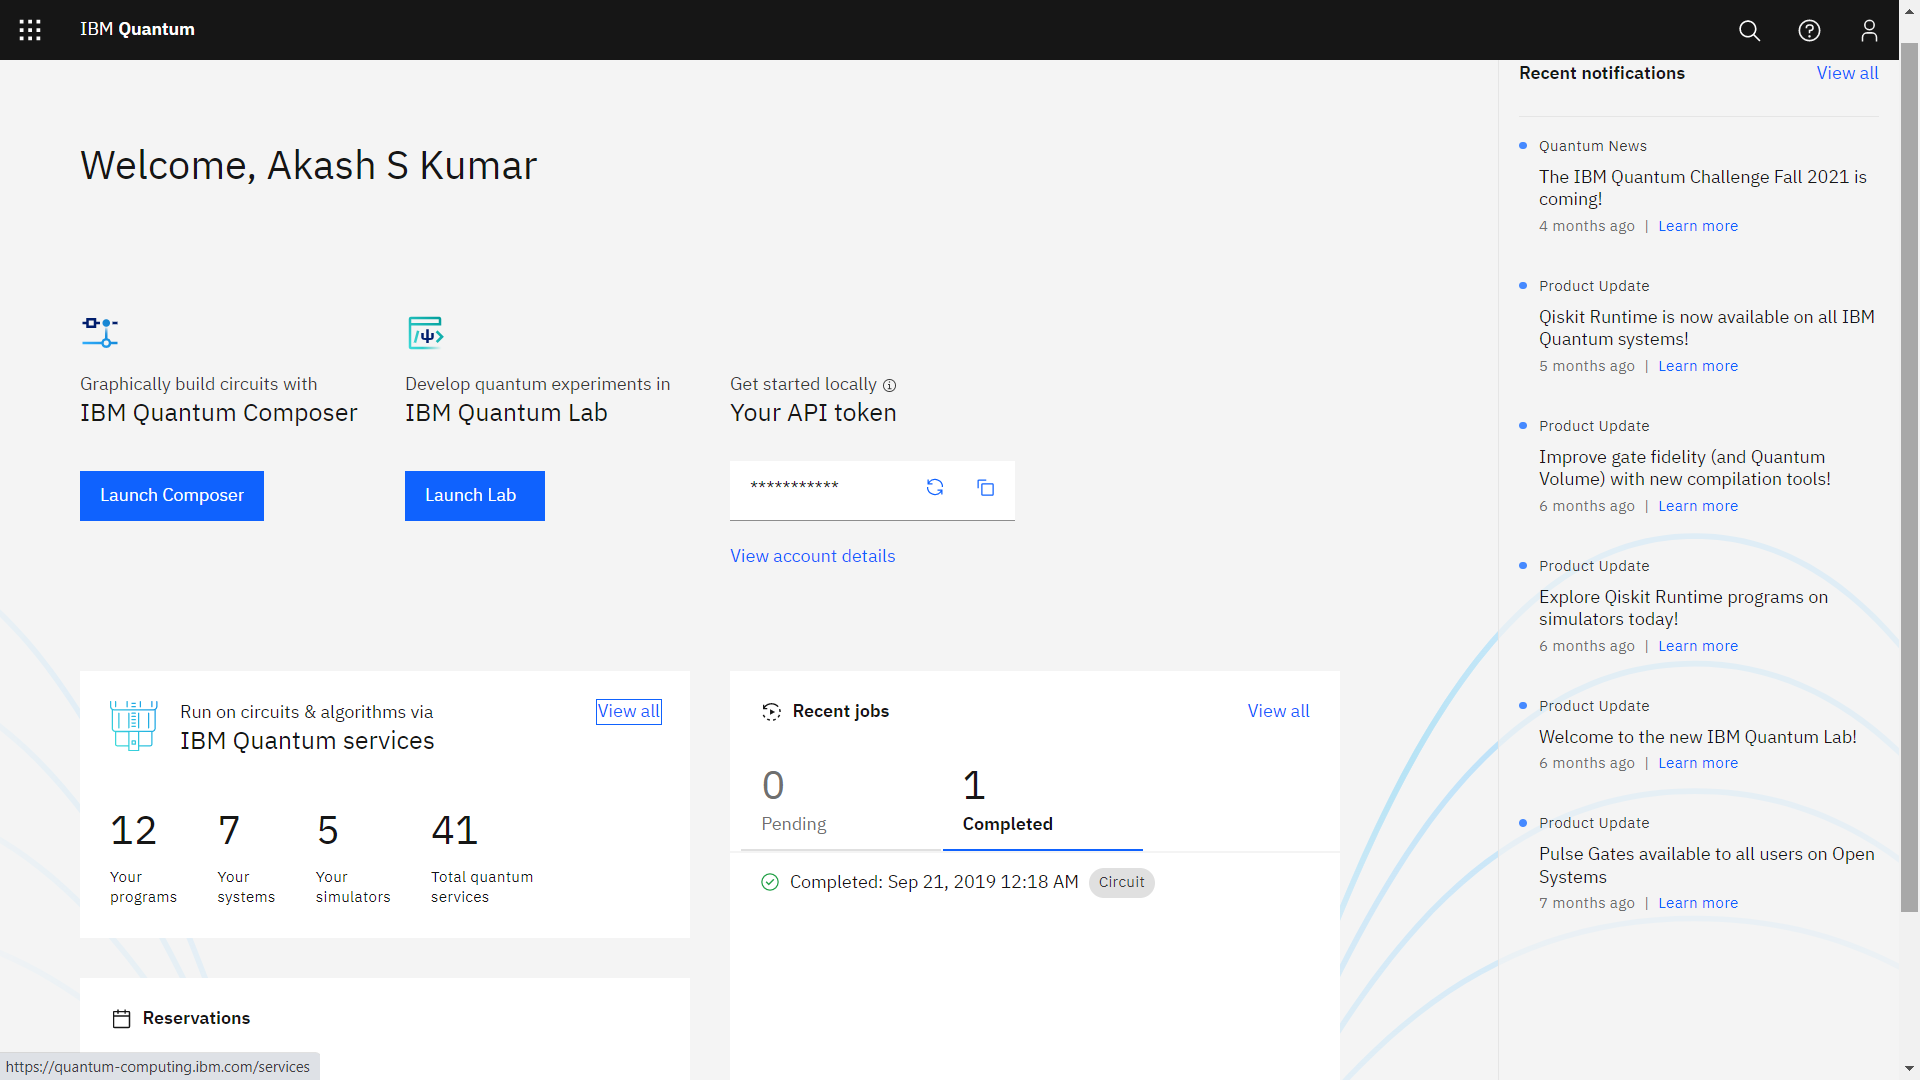 IBM Quantum
Welcome, Akash S Kumar
Graphically build circuits with
IBM Quantum Composer
Launch Composer
Develop quantum experiments in
IBM Quantum Lab
Launch Lab
Get started locally
Your API token
***********
View account details
Run on circuits & algorithms via
IBM Quantum services
View all
12
Your
programs
7
Your
systems
5
Your
simulators
41
Total quantum
services
Reservations
Recent jobs
View all
0
Pending
1
Completed
Completed: Sep 21, 2019 12:18 AM Circuit
Recent notifications
View all
Quantum News
The IBM Quantum Challenge Fall 2021 is
coming!
4 months ago | Learn more
Product Update
Qiskit Runtime is now available on all IBM
Quantum systems!
5 months ago | Learn more
Product Update
Improve gate fidelity (and Quantum
Volume) with new compilation tools!
6 months ago | Learn more
Product Update
Explore Qiskit Runtime programs on
simulators today!
6 months ago | Learn more
Product Update
Welcome to the new IBM Quantum Lab!
6 months ago | Learn more
Product Update
Pulse Gates available to all users on Open
Systems
7 months ago | Learn more
https://quantum-computing.ibm.com/services